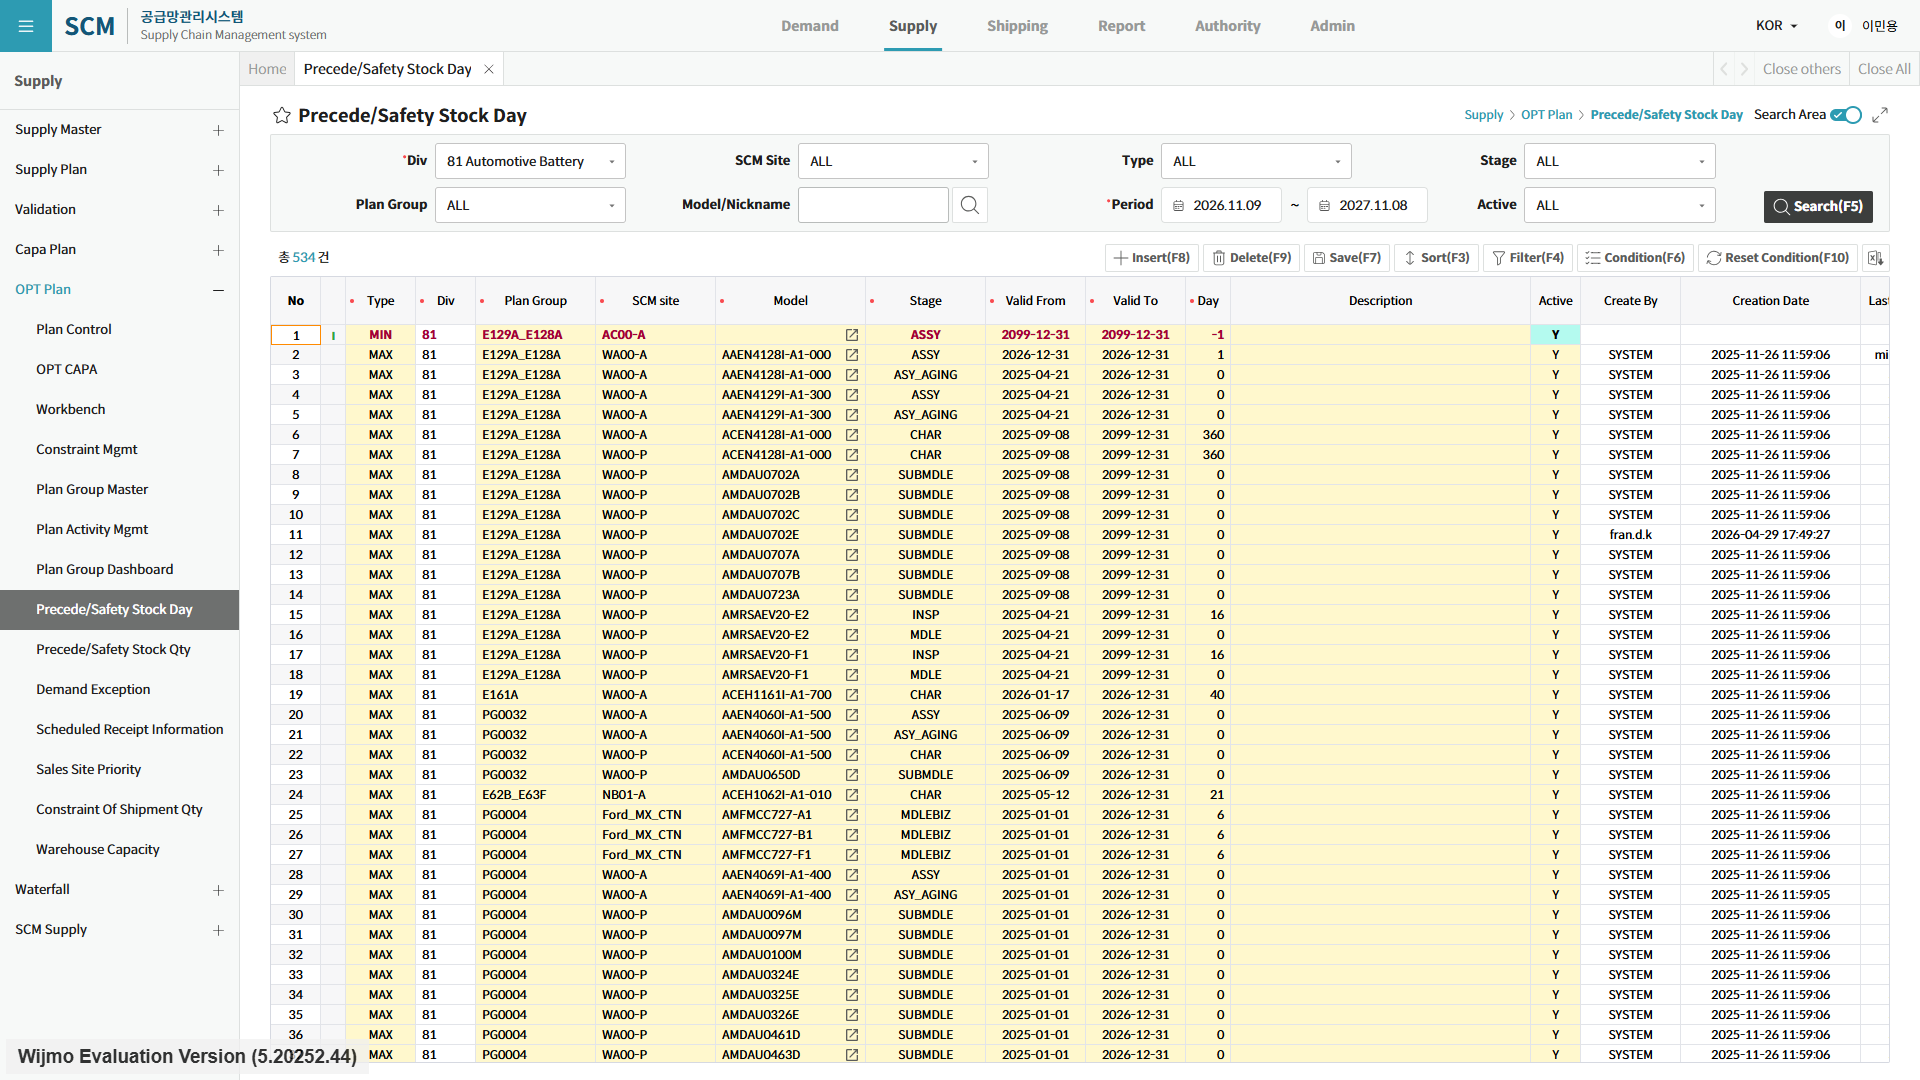 SCM 공급망관리시스템 Supply Chain Management system
Demand Supply Shipping Report Authority Admin
KOR 이 이민용
Supply
Home Precede/Safety Stock Day
Close others Close All
Supply Master
Supply Plan
Validation
Capa Plan
OPT Plan
Plan Control
OPT CAPA
Workbench
Constraint Mgmt
Plan Group Master
Plan Activity Mgmt
Plan Group Dashboard
Precede/Safety Stock Day
Precede/Safety Stock Qty
Demand Exception
Scheduled Receipt Information
Sales Site Priority
Constraint Of Shipment Qty
Warehouse Capacity
Waterfall
SCM Supply
Precede/Safety Stock Day
Supply > OPT Plan > Precede/Safety Stock Day Search Area
*Div 81 Automotive Battery SCM Site ALL Type ALL Stage ALL
Plan Group ALL Model/Nickname *Period 2026.11.09 ~ 2027.11.08 Active ALL Search(F5)
총 534 건
Insert(F8) Delete(F9) Save(F7) Sort(F3) Filter(F4) Condition(F6) Reset Condition(F10)
No Type Div Plan Group SCM site Model Stage Valid From Valid To Day Description Active Create By Creation Date Las
1 I MIN 81 E129A_E128A AC00-A ASSY 2099-12-31 2099-12-31 -1 Y
2 MAX 81 E129A_E128A WA00-A AAEN4128I-A1-000 ASSY 2026-12-31 2026-12-31 1 Y SYSTEM 2025-11-26 11:59:06 mi
3 MAX 81 E129A_E128A WA00-A AAEN4128I-A1-000 ASY_AGING 2025-04-21 2026-12-31 0 Y SYSTEM 2025-11-26 11:59:06
4 MAX 81 E129A_E128A WA00-A AAEN4129I-A1-300 ASSY 2025-04-21 2026-12-31 0 Y SYSTEM 2025-11-26 11:59:06
5 MAX 81 E129A_E128A WA00-A AAEN4129I-A1-300 ASY_AGING 2025-04-21 2026-12-31 0 Y SYSTEM 2025-11-26 11:59:06
6 MAX 81 E129A_E128A WA00-A ACEN4128I-A1-000 CHAR 2025-09-08 2099-12-31 360 Y SYSTEM 2025-11-26 11:59:06
7 MAX 81 E129A_E128A WA00-P ACEN4128I-A1-000 CHAR 2025-09-08 2099-12-31 360 Y SYSTEM 2025-11-26 11:59:06
8 MAX 81 E129A_E128A WA00-P AMDAU0702A SUBMDLE 2025-09-08 2099-12-31 0 Y SYSTEM 2025-11-26 11:59:06
9 MAX 81 E129A_E128A WA00-P AMDAU0702B SUBMDLE 2025-09-08 2099-12-31 0 Y SYSTEM 2025-11-26 11:59:06
10 MAX 81 E129A_E128A WA00-P AMDAU0702C SUBMDLE 2025-09-08 2099-12-31 0 Y SYSTEM 2025-11-26 11:59:06
11 MAX 81 E129A_E128A WA00-P AMDAU0702E SUBMDLE 2025-09-08 2099-12-31 0 Y fran.d.k 2026-04-29 17:49:27
12 MAX 81 E129A_E128A WA00-P AMDAU0707A SUBMDLE 2025-09-08 2099-12-31 0 Y SYSTEM 2025-11-26 11:59:06
13 MAX 81 E129A_E128A WA00-P AMDAU0707B SUBMDLE 2025-09-08 2099-12-31 0 Y SYSTEM 2025-11-26 11:59:06
14 MAX 81 E129A_E128A WA00-P AMDAU0723A SUBMDLE 2025-09-08 2099-12-31 0 Y SYSTEM 2025-11-26 11:59:06
15 MAX 81 E129A_E128A WA00-P AMRSAEV20-E2 INSP 2025-04-21 2099-12-31 16 Y SYSTEM 2025-11-26 11:59:06
16 MAX 81 E129A_E128A WA00-P AMRSAEV20-E2 MDLE 2025-04-21 2099-12-31 0 Y SYSTEM 2025-11-26 11:59:06
17 MAX 81 E129A_E128A WA00-P AMRSAEV20-F1 INSP 2025-04-21 2099-12-31 16 Y SYSTEM 2025-11-26 11:59:06
18 MAX 81 E129A_E128A WA00-P AMRSAEV20-F1 MDLE 2025-04-21 2099-12-31 0 Y SYSTEM 2025-11-26 11:59:06
19 MAX 81 E161A WA00-A ACEH1161I-A1-700 CHAR 2026-01-17 2026-12-31 40 Y SYSTEM 2025-11-26 11:59:06
20 MAX 81 PG0032 WA00-A AAEN4060I-A1-500 ASSY 2025-06-09 2026-12-31 0 Y SYSTEM 2025-11-26 11:59:06
21 MAX 81 PG0032 WA00-A AAEN4060I-A1-500 ASY_AGING 2025-06-09 2026-12-31 0 Y SYSTEM 2025-11-26 11:59:06
22 MAX 81 PG0032 WA00-P ACEN4060I-A1-500 CHAR 2025-06-09 2026-12-31 0 Y SYSTEM 2025-11-26 11:59:06
23 MAX 81 PG0032 WA00-P AMDAU0650D SUBMDLE 2025-06-09 2026-12-31 0 Y SYSTEM 2025-11-26 11:59:06
24 MAX 81 E62B_E63F NB01-A ACEH1062I-A1-010 CHAR 2025-05-12 2026-12-31 21 Y SYSTEM 2025-11-26 11:59:06
25 MAX 81 PG0004 Ford_MX_CTN AMFMCC727-A1 MDLEBIZ 2025-01-01 2026-12-31 6 Y SYSTEM 2025-11-26 11:59:06
26 MAX 81 PG0004 Ford_MX_CTN AMFMCC727-B1 MDLEBIZ 2025-01-01 2026-12-31 6 Y SYSTEM 2025-11-26 11:59:06
27 MAX 81 PG0004 Ford_MX_CTN AMFMCC727-F1 MDLEBIZ 2025-01-01 2026-12-31 6 Y SYSTEM 2025-11-26 11:59:06
28 MAX 81 PG0004 WA00-A AAEN4069I-A1-400 ASSY 2025-01-01 2026-12-31 0 Y SYSTEM 2025-11-26 11:59:06
29 MAX 81 PG0004 WA00-A AAEN4069I-A1-400 ASY_AGING 2025-01-01 2026-12-31 0 Y SYSTEM 2025-11-26 11:59:05
30 MAX 81 PG0004 WA00-P AMDAU0096M SUBMDLE 2025-01-01 2026-12-31 0 Y SYSTEM 2025-11-26 11:59:06
31 MAX 81 PG0004 WA00-P AMDAU0097M SUBMDLE 2025-01-01 2026-12-31 0 Y SYSTEM 2025-11-26 11:59:06
32 MAX 81 PG0004 WA00-P AMDAU0100M SUBMDLE 2025-01-01 2026-12-31 0 Y SYSTEM 2025-11-26 11:59:06
33 MAX 81 PG0004 WA00-P AMDAU0324E SUBMDLE 2025-01-01 2026-12-31 0 Y SYSTEM 2025-11-26 11:59:06
34 MAX 81 PG0004 WA00-P AMDAU0325E SUBMDLE 2025-01-01 2026-12-31 0 Y SYSTEM 2025-11-26 11:59:06
35 MAX 81 PG0004 WA00-P AMDAU0326E SUBMDLE 2025-01-01 2026-12-31 0 Y SYSTEM 2025-11-26 11:59:06
36 MAX 81 PG0004 WA00-P AMDAU0461D SUBMDLE 2025-01-01 2026-12-31 0 Y SYSTEM 2025-11-26 11:59:06
MAX 81 PG0004 WA00-P AMDAU0463D SUBMDLE 2025-01-01 2026-12-31 0 Y SYSTEM 2025-11-26 11:59:06
Wijmo Evaluation Version (5.20252.44)